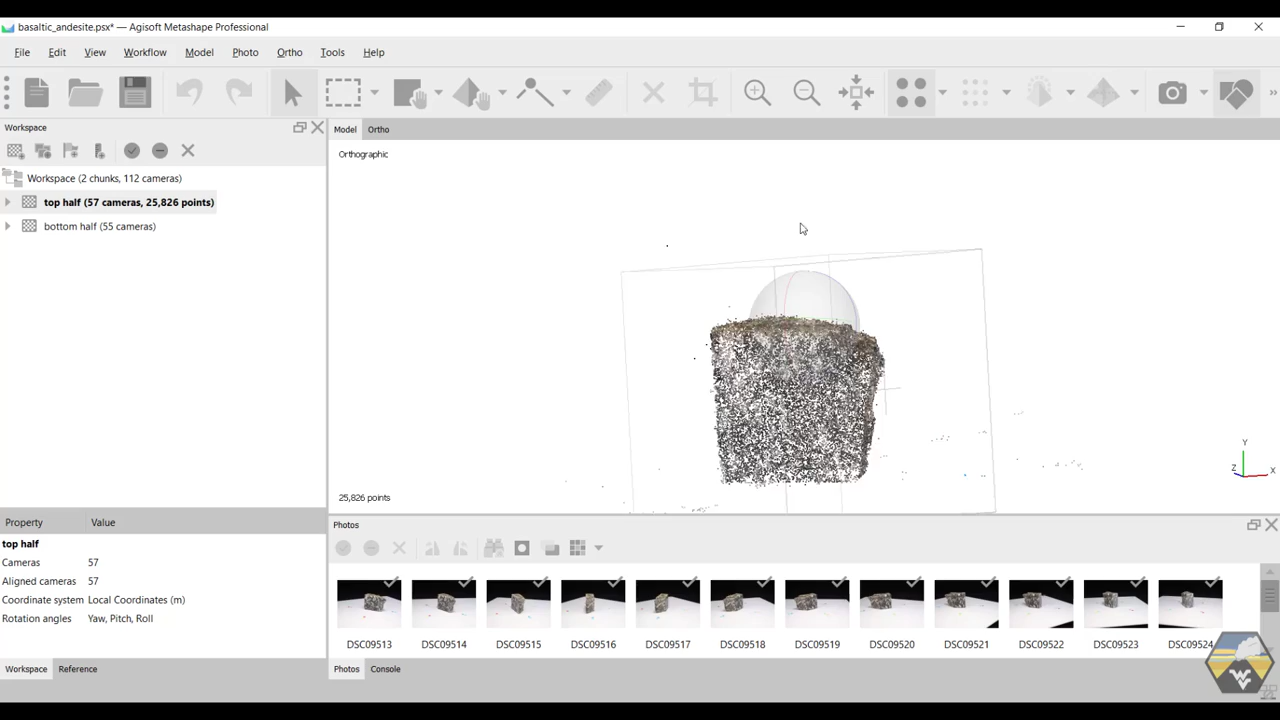 basaltic_andesite.psx* — Agisoft Metashape Professional
File Edit View Workflow Model Photo Ortho Tools Help
Workspace
Model Ortho
Orthographic
Workspace (2 chunks, 112 cameras)
top half (57 cameras, 25,826 points)
bottom half (55 cameras)
Y
Z X
25,826 points
Property Value
top half
Cameras 57
Aligned cameras 57
Coordinate system Local Coordinates (m)
Rotation angles Yaw, Pitch, Roll
Photos
DSC09513 DSC09514 DSC09515 DSC09516 DSC09517 DSC09518 DSC09519 DSC09520 DSC09521 DSC09522 DSC09523 DSC09524
Workspace Reference
Photos Console